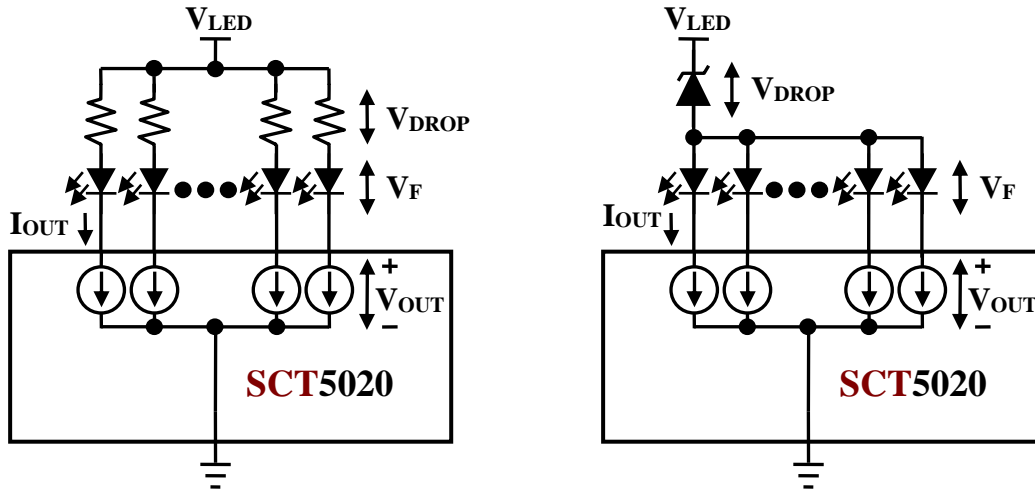 VLED
VDROP
VF
IOUT
+
VOUT
−
SCT5020
VLED
VDROP
VF
IOUT
+
VOUT
−
SCT5020